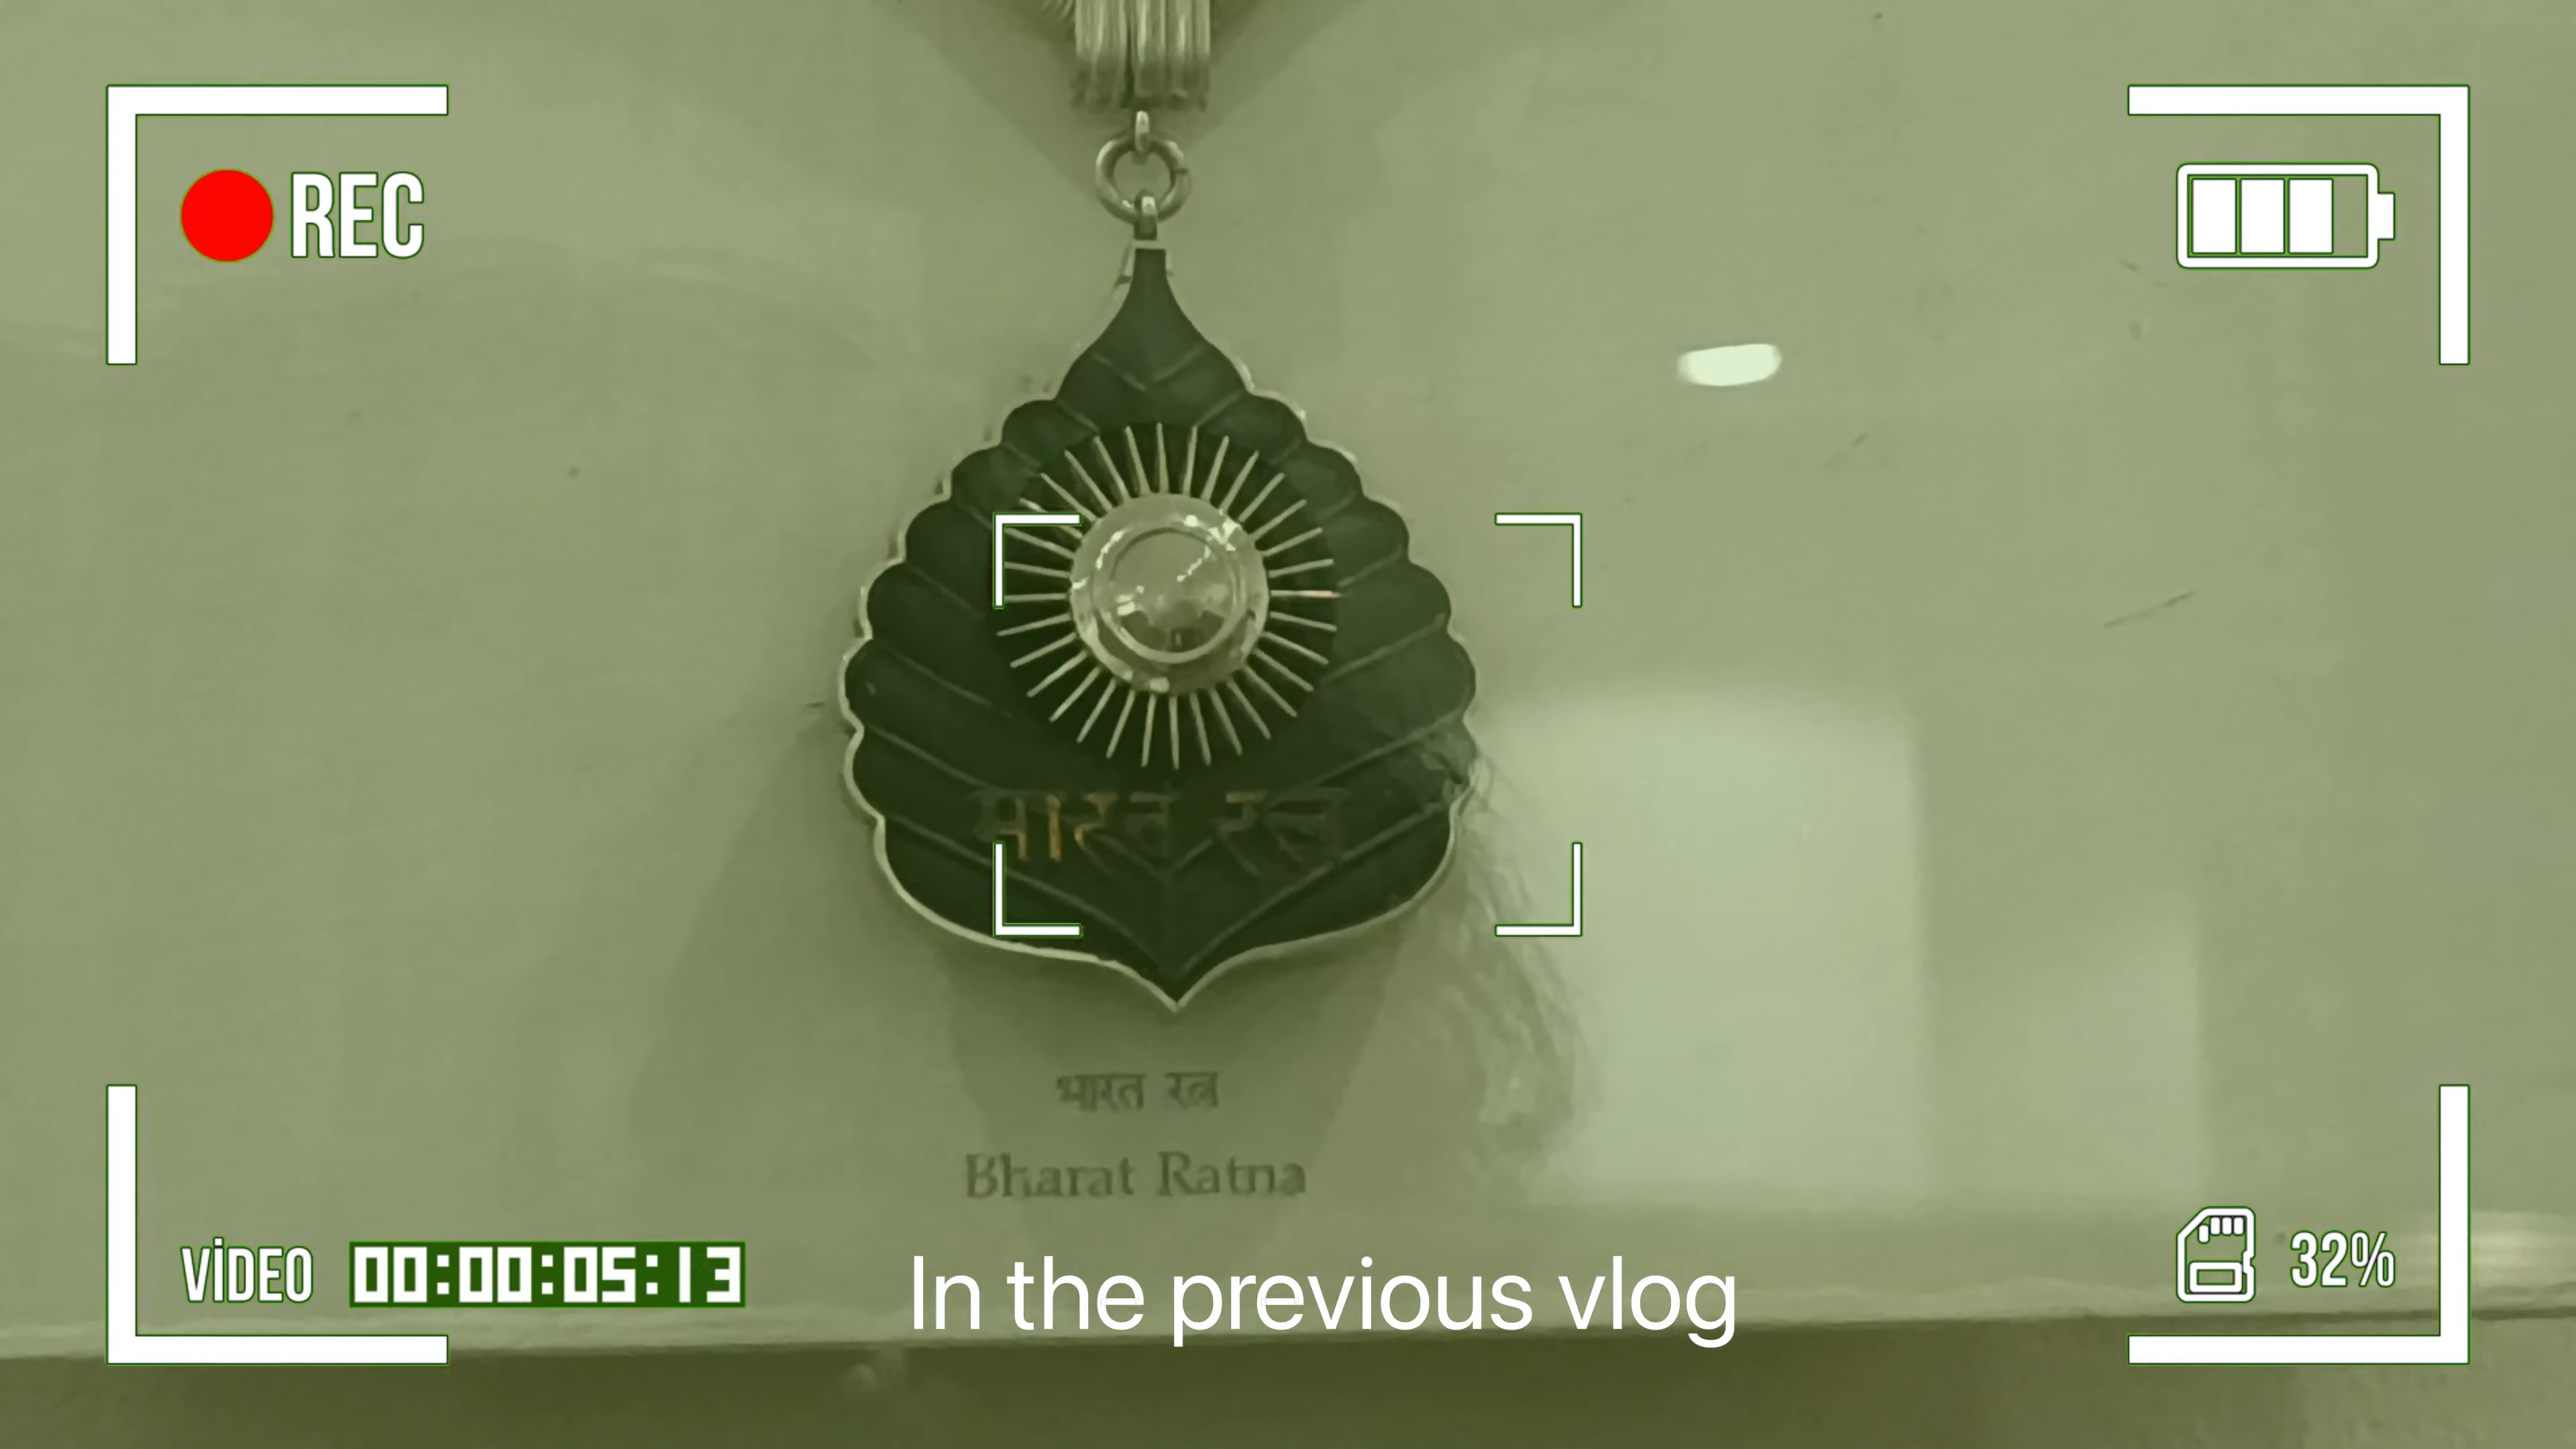 REC
भारत रत्न
भारत रत्न
Bharat Ratna
VİDEO 00:00:05:13
In the previous vlog
32%